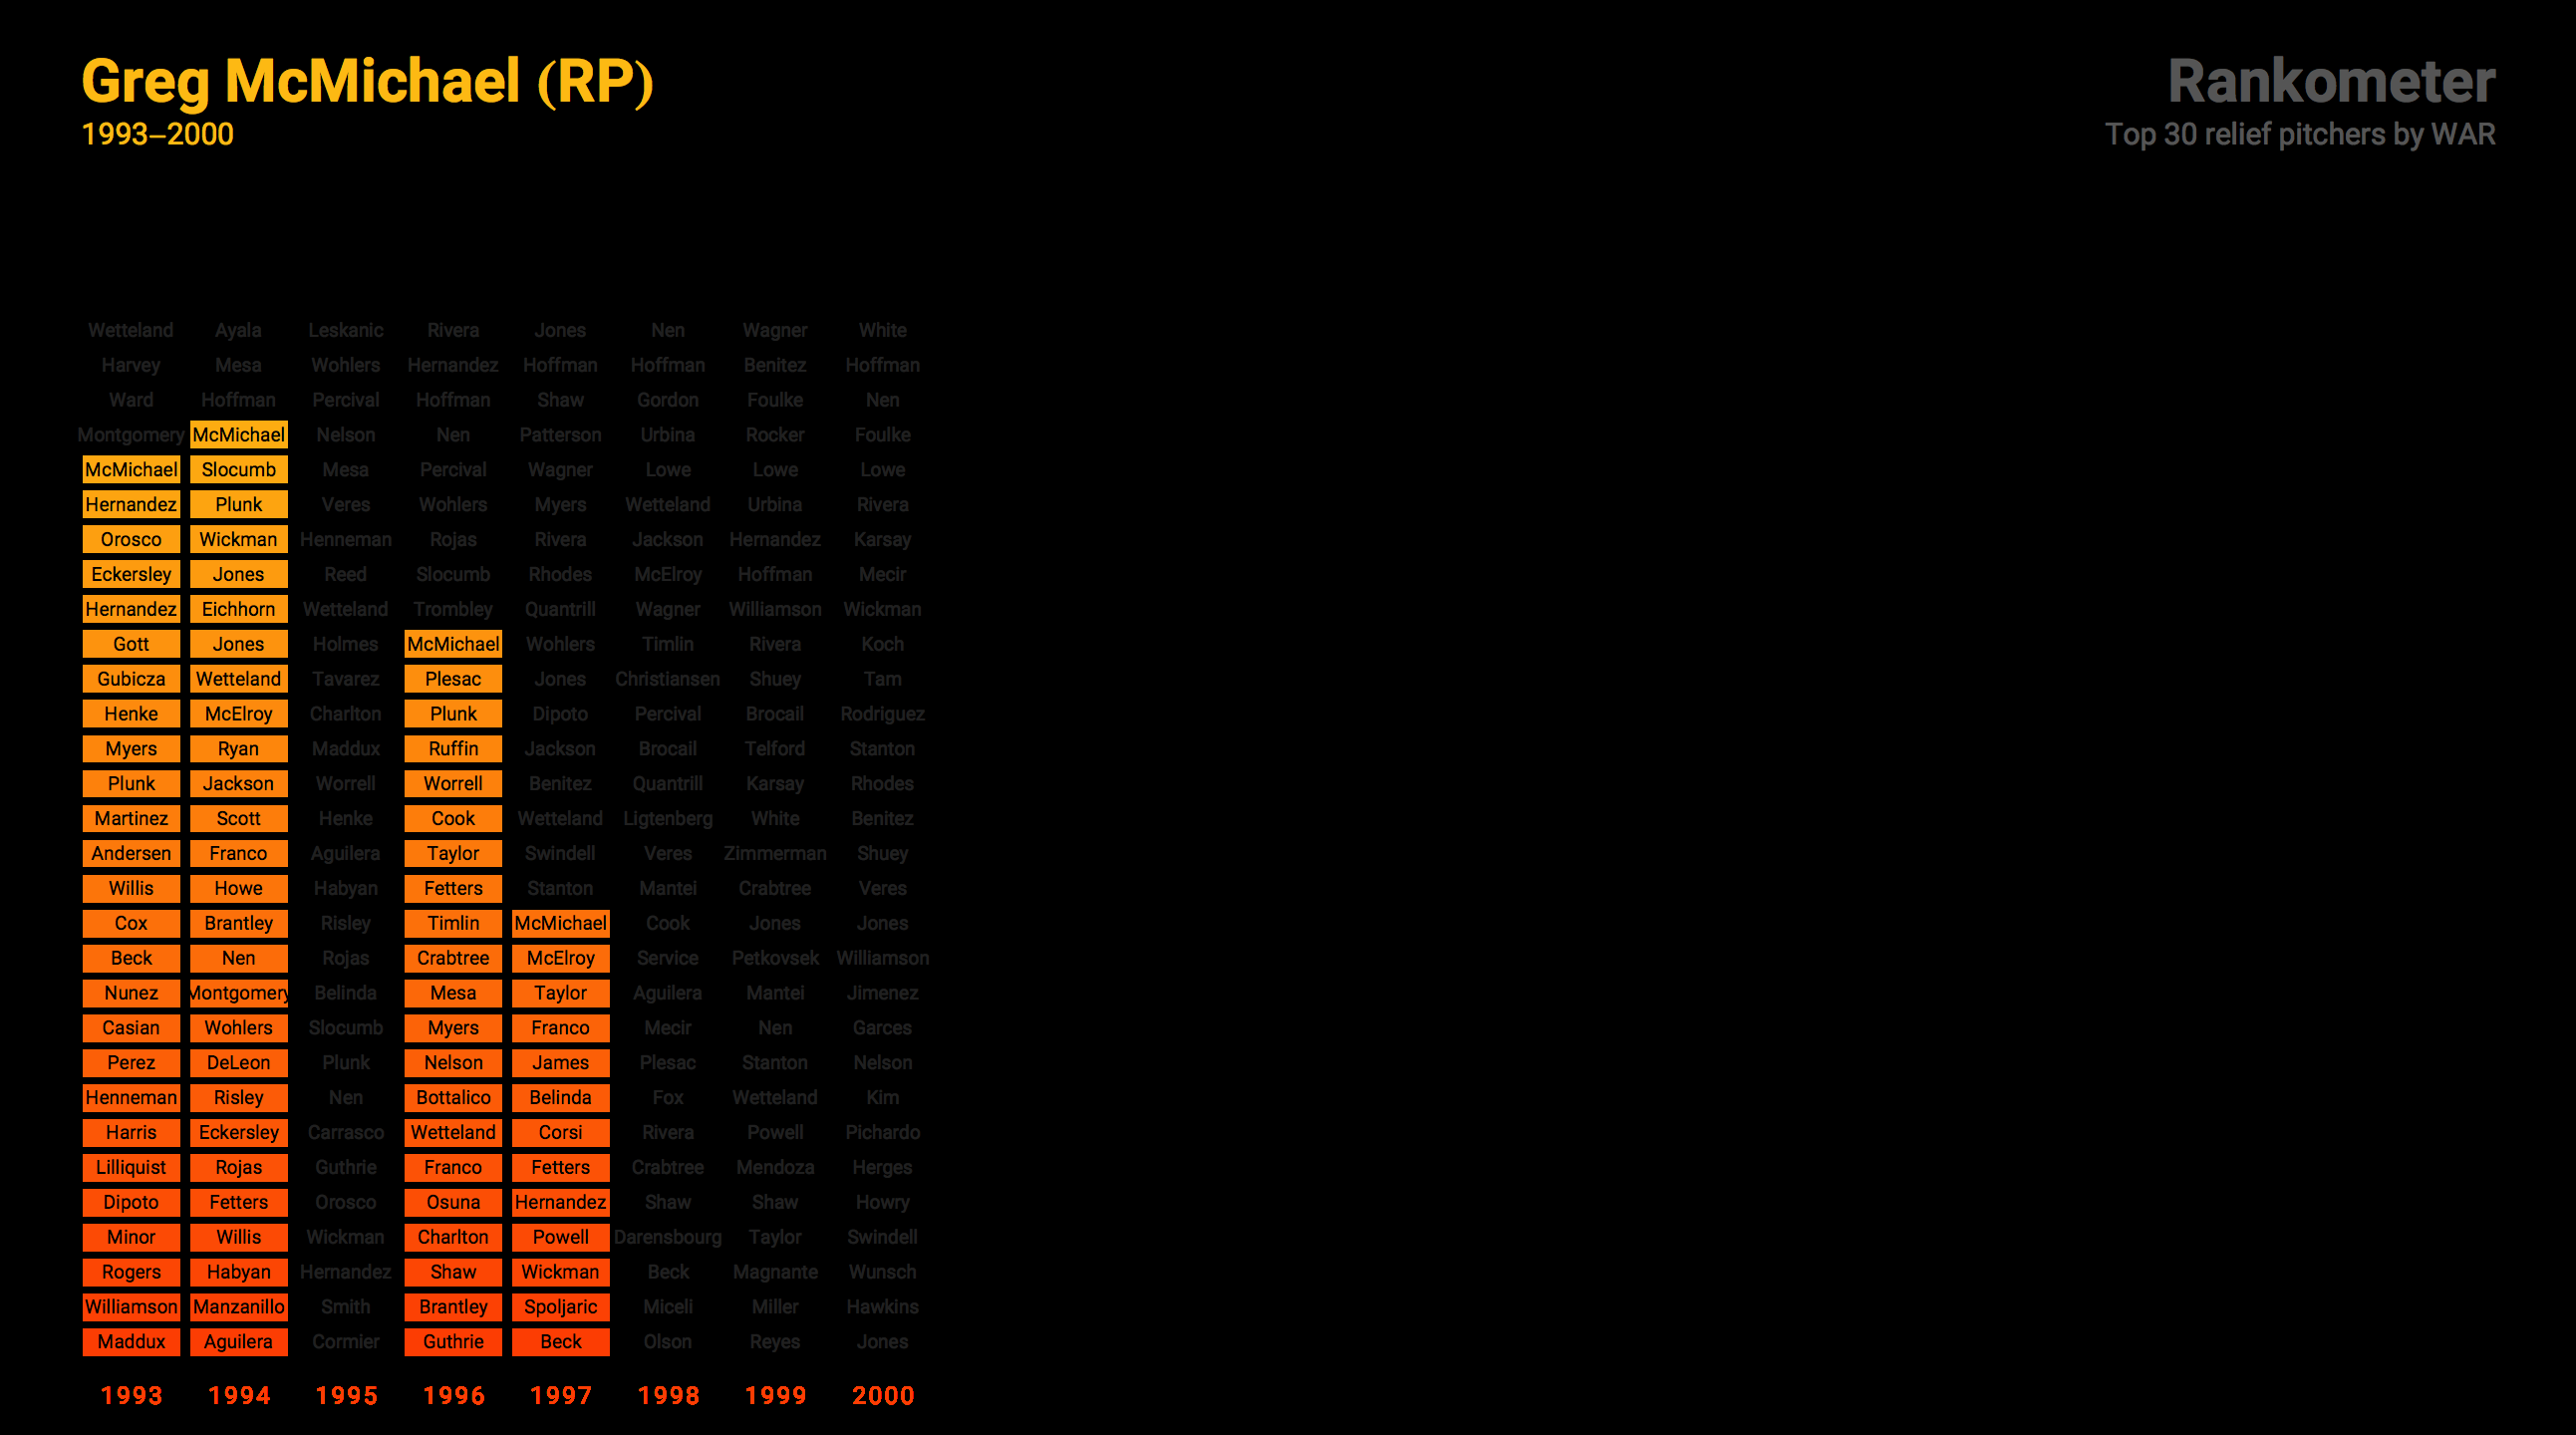 Greg McMichael (RP)
1993–2000
Rankometer
Top 30 relief pitchers by WAR
Wetteland Ayala Leskanic Rivera Jones Nen Wagner White
Harvey Mesa Wohlers Hernandez Hoffman Hoffman Benitez Hoffman
Ward Hoffman Percival Hoffman Shaw Gordon Foulke Nen
Montgomery McMichael Nelson Nen Patterson Urbina Rocker Foulke
McMichael Slocumb Mesa Percival Wagner Lowe Lowe Lowe
Hernandez Plunk Veres Wohlers Myers Wetteland Urbina Rivera
Orosco Wickman Henneman Rojas Rivera Jackson Hernandez Karsay
Eckersley Jones Reed Slocumb Rhodes McElroy Hoffman Mecir
Hernandez Eichhorn Wetteland Trombley Quantrill Wagner Williamson Wickman
Gott Jones Holmes McMichael Wohlers Timlin Rivera Koch
Gubicza Wetteland Tavarez Plesac Jones Christiansen Shuey Tam
Henke McElroy Charlton Plunk Dipoto Percival Brocail Rodriguez
Myers Ryan Maddux Ruffin Jackson Brocail Telford Stanton
Plunk Jackson Worrell Worrell Benitez Quantrill Karsay Rhodes
Martinez Scott Henke Cook Wetteland Ligtenberg White Benitez
Andersen Franco Aguilera Taylor Swindell Veres Zimmerman Shuey
Willis Howe Habyan Fetters Stanton Mantei Crabtree Veres
Cox Brantley Risley Timlin McMichael Cook Jones Jones
Beck Nen Rojas Crabtree McElroy Service Petkovsek Williamson
Nunez Montgomery Belinda Mesa Taylor Aguilera Mantei Jimenez
Casian Wohlers Slocumb Myers Franco Mecir Nen Garces
Perez DeLeon Plunk Nelson James Plesac Stanton Nelson
Henneman Risley Nen Bottalico Belinda Fox Wetteland Kim
Harris Eckersley Carrasco Wetteland Corsi Rivera Powell Pichardo
Lilliquist Rojas Guthrie Franco Fetters Crabtree Mendoza Herges
Dipoto Fetters Orosco Osuna Hernandez Shaw Shaw Howry
Minor Willis Wickman Charlton Powell Darensbourg Taylor Swindell
Rogers Habyan Hernandez Shaw Wickman Beck Magnante Wunsch
Williamson Manzanillo Smith Brantley Spoljaric Miceli Miller Hawkins
Maddux Aguilera Cormier Guthrie Beck Olson Reyes Jones
1993 1994 1995 1996 1997 1998 1999 2000